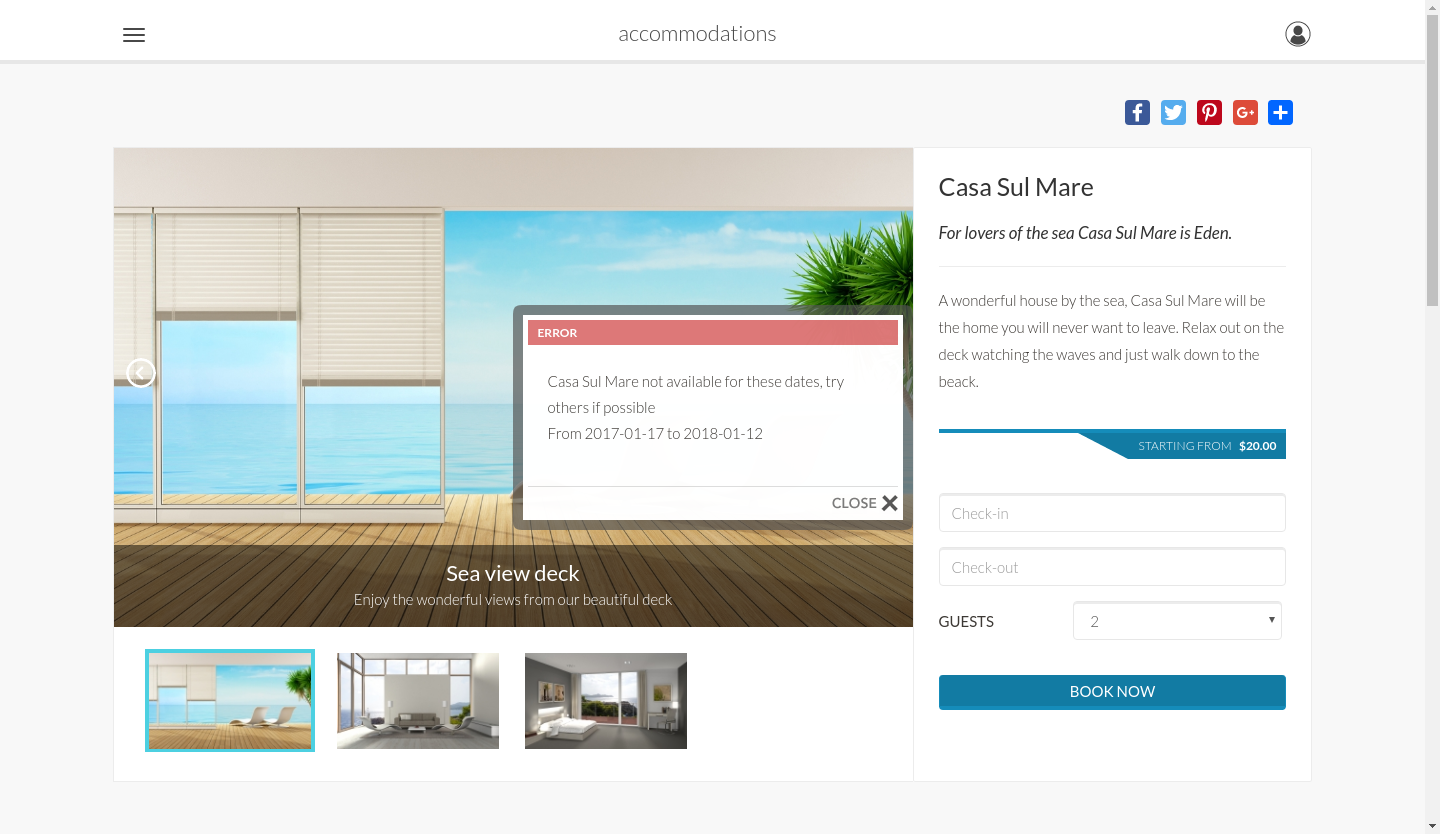 accommodations
Casa Sul Mare
For lovers of the sea Casa Sul Mare is Eden.
A wonderful house by the sea, Casa Sul Mare will be
the home you will never want to leave. Relax out on the
deck watching the waves and just walk down to the
beack.
STARTING FROM $20.00
Check-in
Check-out
GUESTS 2
BOOK NOW
ERROR
Casa Sul Mare not available for these dates, try
others if possible
From 2017-01-17 to 2018-01-12
CLOSE
Sea view deck
Enjoy the wonderful views from our beautiful deck